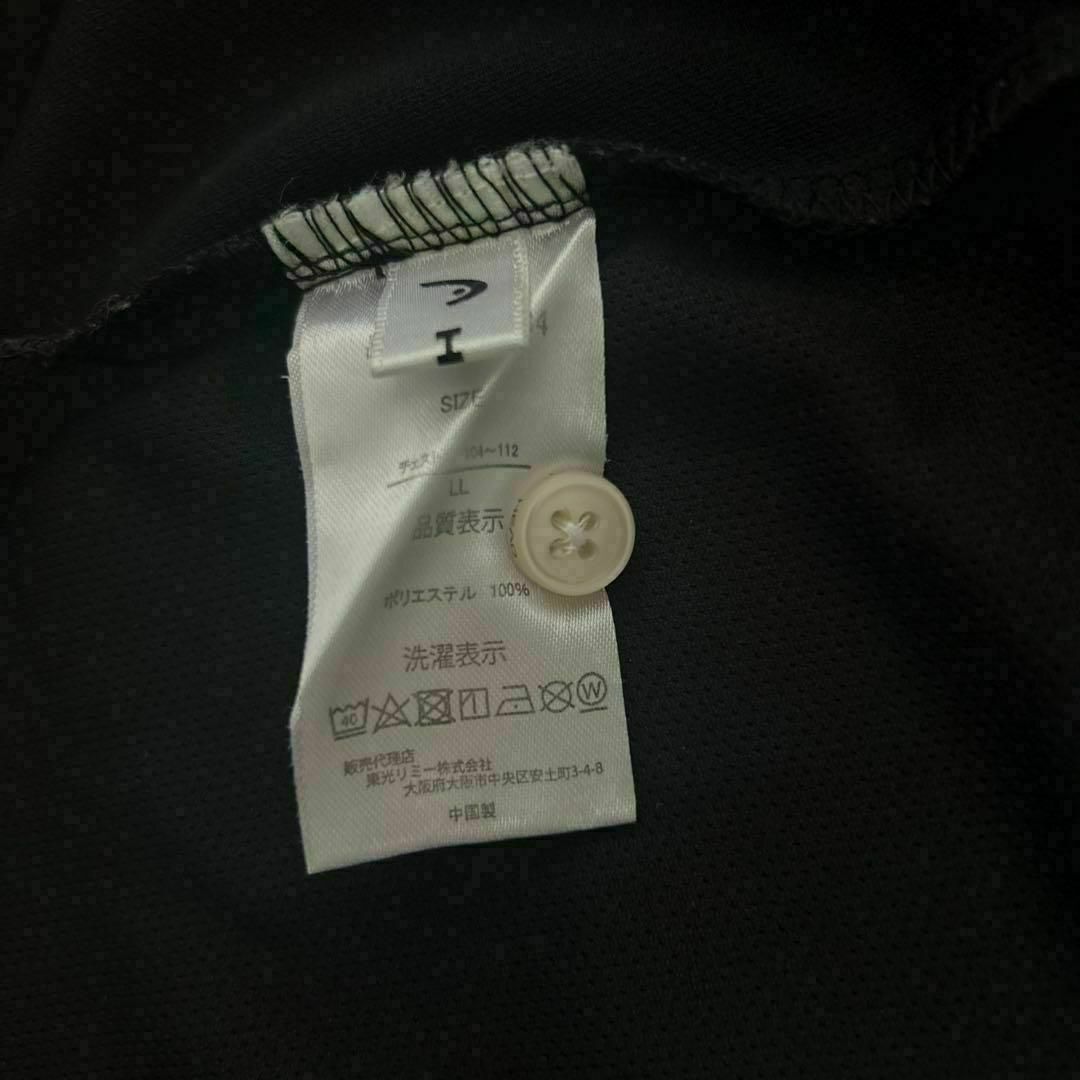 H
4
SIZE
チェスト 104~112
LL
品質表示
ポリエステル 100%
洗濯表示
40 W
販売代理店
東光リミー株式会社
大阪府大阪市中央区安土町3-4-8
中国製